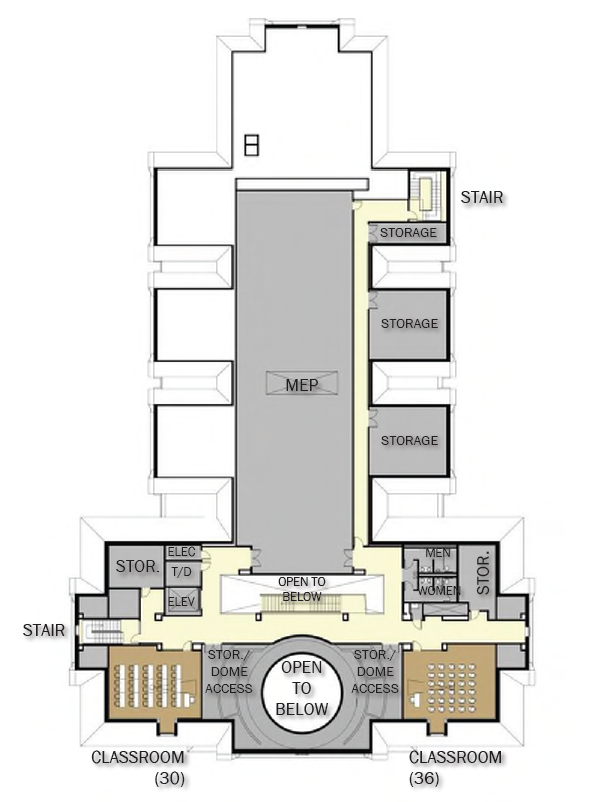 STAIR
STORAGE
STORAGE
MEP
STORAGE
ELEC
MEN
STOR.
T/D
STOR.
OPEN TO
BELOW
WOMEN
ELEV
STAIR
STOR./
DOME
ACCESS
OPEN
TO
BELOW
STOR./
DOME
ACCESS
CLASSROOM
(30)
CLASSROOM
(36)